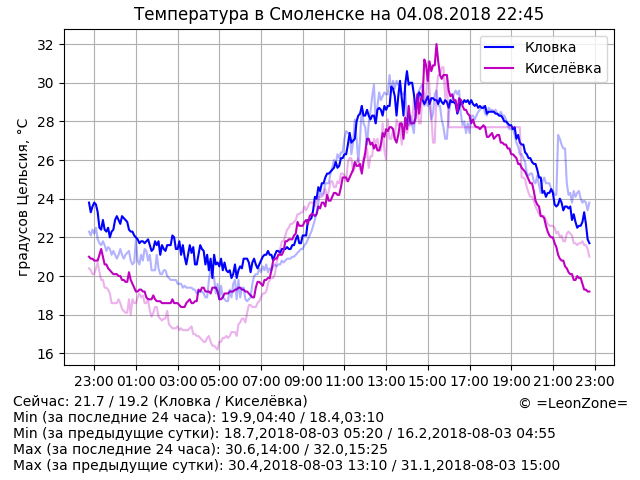 Температура в Смоленске на 04.08.2018 22:45
Кловка
Киселёвка
градусов Цельсия, °C
32
30
28
26
24
22
20
18
16
23:00 01:00 03:00 05:00 07:00 09:00 11:00 13:00 15:00 17:00 19:00 21:00 23:00
Сейчас: 21.7 / 19.2 (Кловка / Киселёвка)
© =LeonZone=
Min (за последние 24 часа): 19.9,04:40 / 18.4,03:10
Min (за предыдущие сутки): 18.7,2018-08-03 05:20 / 16.2,2018-08-03 04:55
Max (за последние 24 часа): 30.6,14:00 / 32.0,15:25
Max (за предыдущие сутки): 30.4,2018-08-03 13:10 / 31.1,2018-08-03 15:00